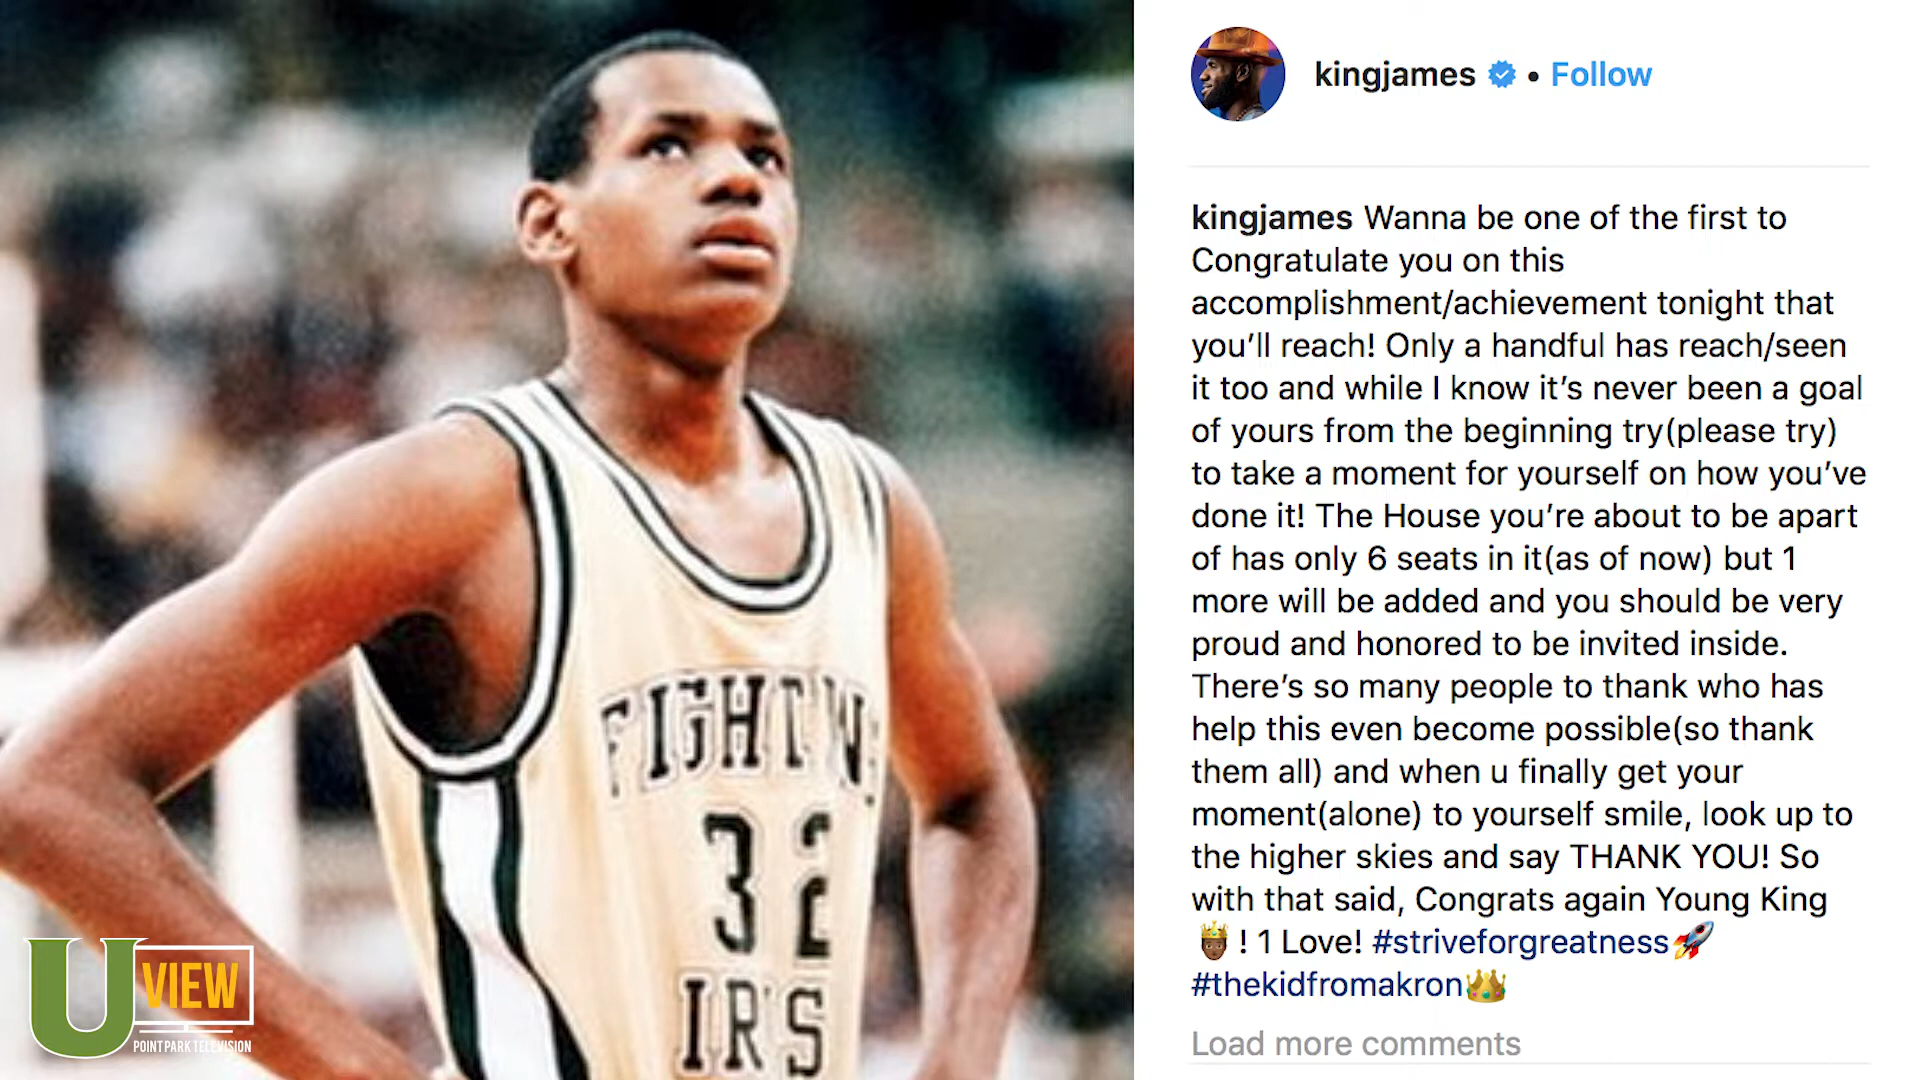 kingjames • Follow
kingjames Wanna be one of the first to
Congratulate you on this
accomplishment/achievement tonight that
you'll reach! Only a handful has reach/seen
it too and while I know it's never been a goal
of yours from the beginning try(please try)
to take a moment for yourself on how you've
done it! The House you're about to be apart
of has only 6 seats in it(as of now) but 1
more will be added and you should be very
proud and honored to be invited inside.
There's so many people to thank who has
help this even become possible(so thank
them all) and when u finally get your
moment(alone) to yourself smile, look up to
the higher skies and say THANK YOU! So
with that said, Congrats again Young King
🤴🏾! 1 Love! #striveforgreatness🚀
#thekidfromakron👑
Load more comments
FIGHT'N
32
IR'S
U VIEW
POINT PARK TELEVISION